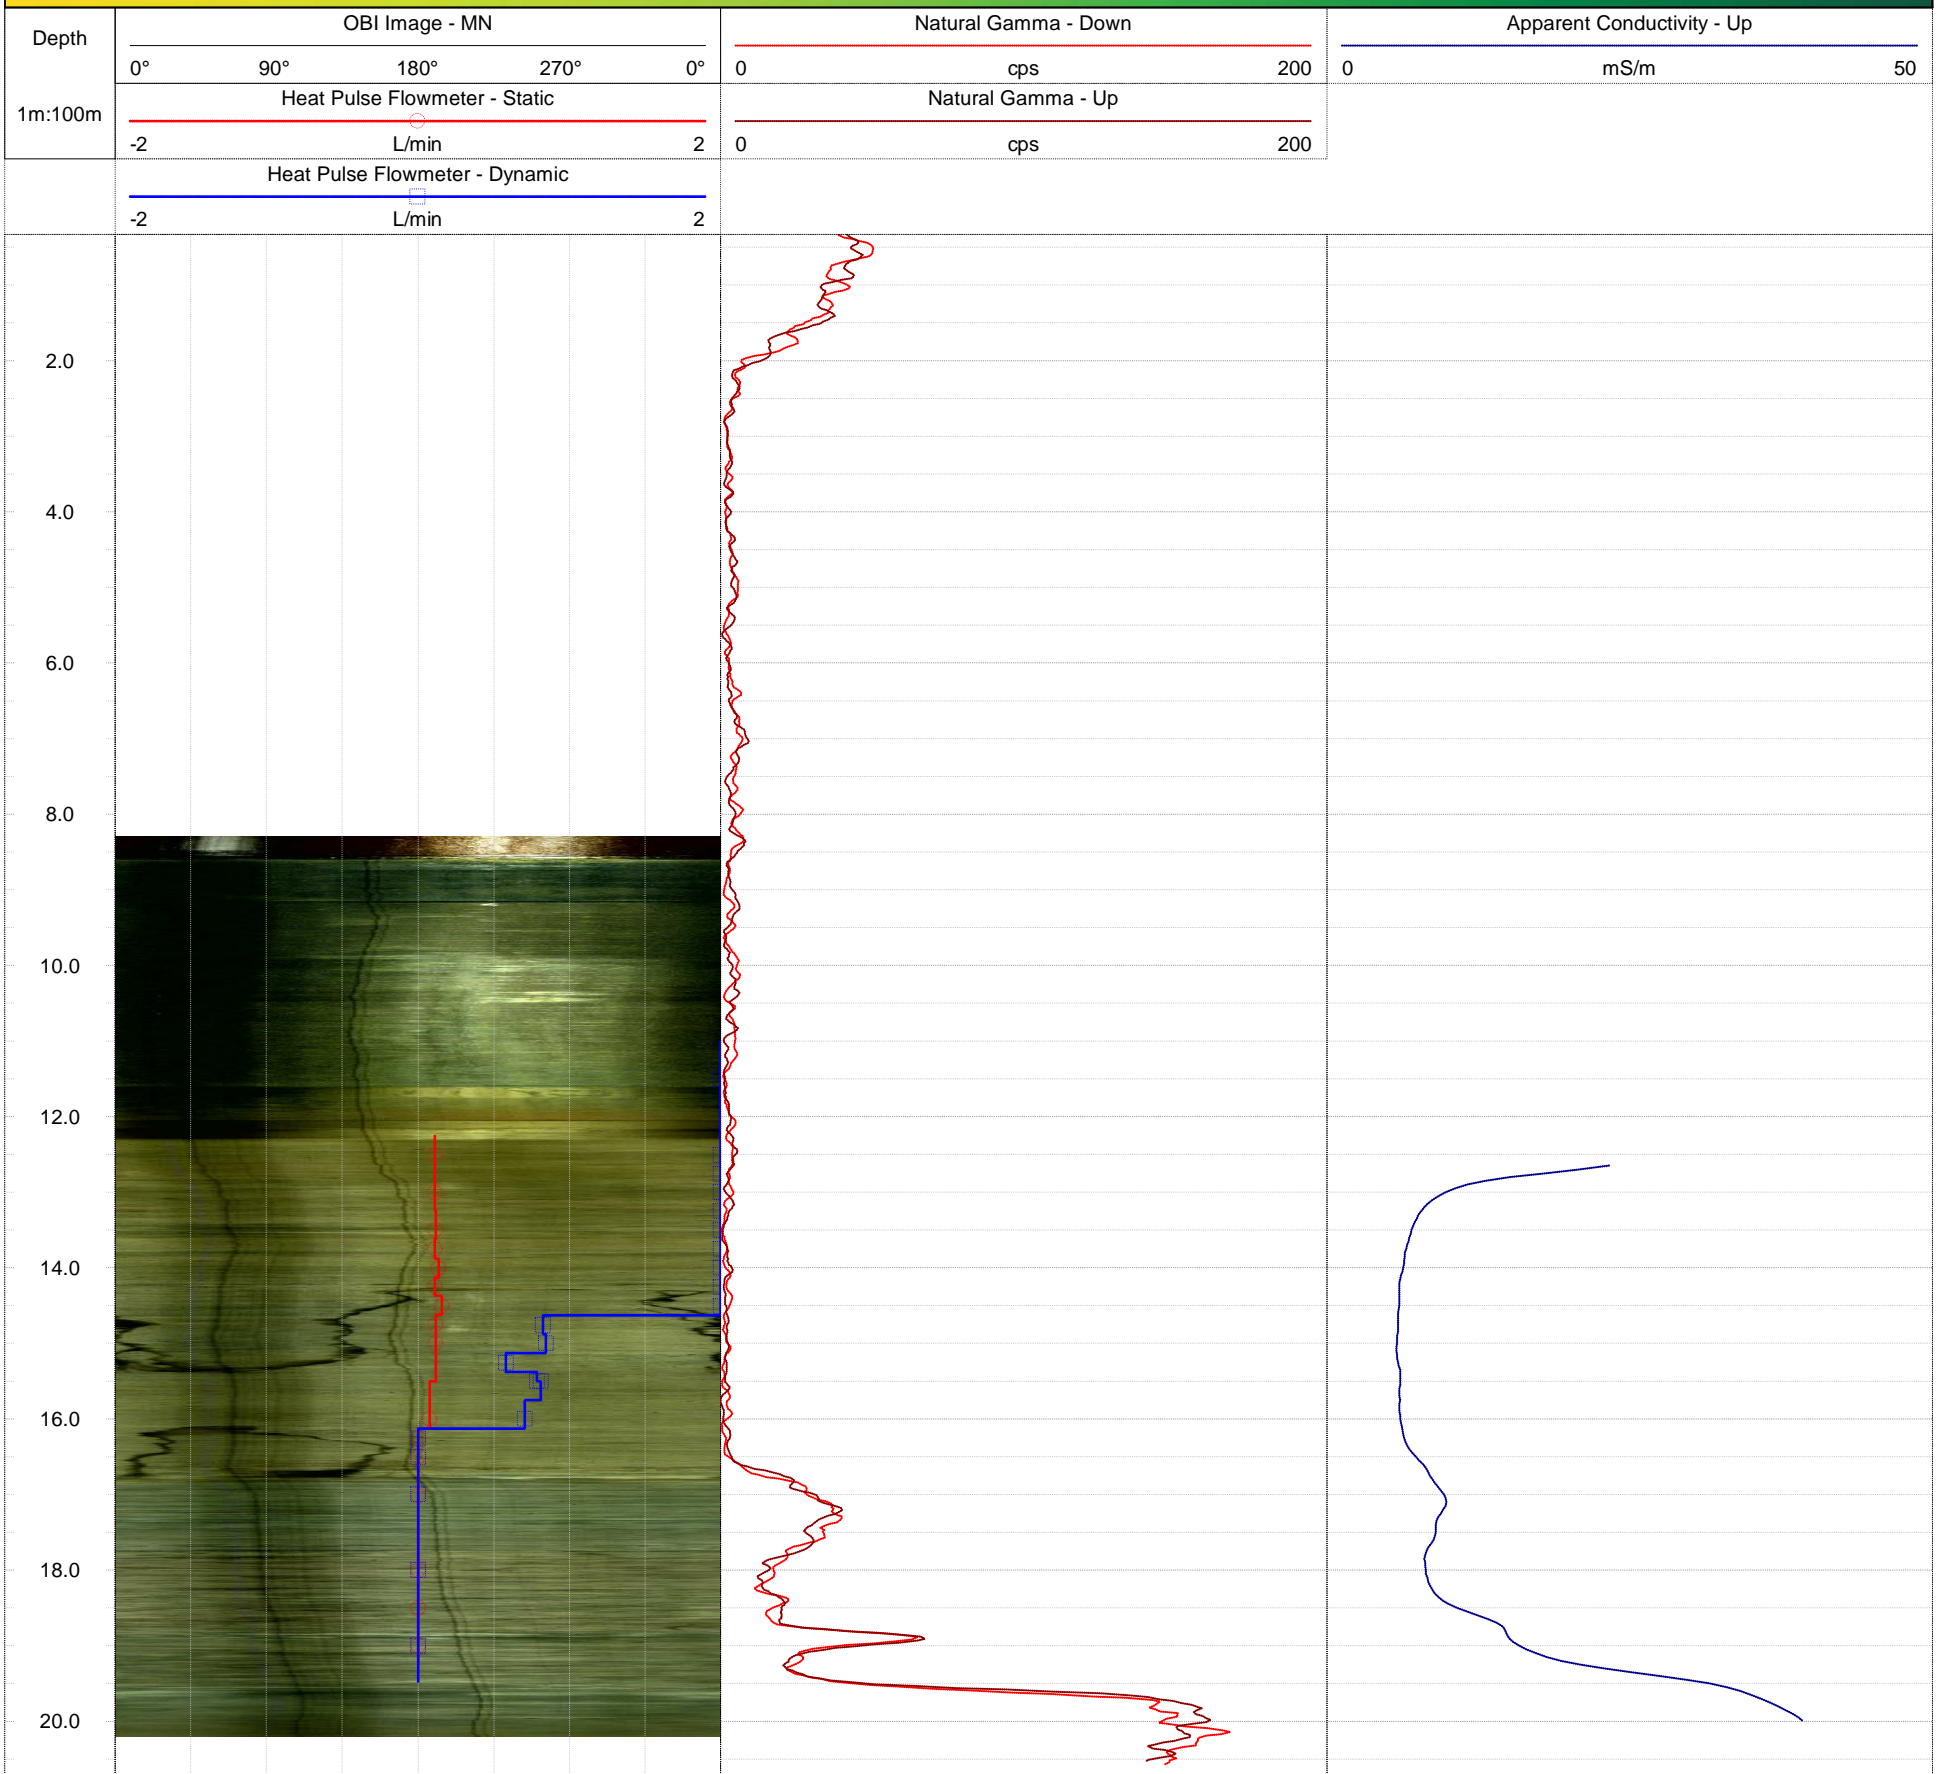 Depth
1m:100m
OBI Image - MN
0° 90° 180° 270° 0°
Heat Pulse Flowmeter - Static
-2 L/min 2
Heat Pulse Flowmeter - Dynamic
-2 L/min 2
Natural Gamma - Down
0 cps 200
Natural Gamma - Up
0 cps 200
Apparent Conductivity - Up
0 mS/m 50
2.0
4.0
6.0
8.0
10.0
12.0
14.0
16.0
18.0
20.0